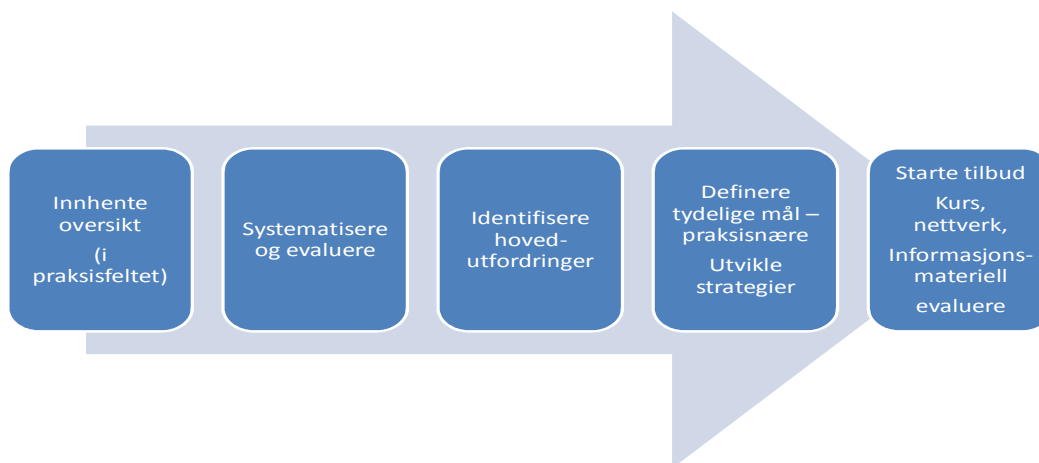 Innhente
oversikt
(i
praksisfeltet)
Systematisere
og evaluere
Identifisere
hoved-
utfordringer
Definere
tydelige mål –
praksisnære
Utvikle
strategier
Starte tilbud
Kurs,
nettverk,
Informasjons-
materiell
evaluere